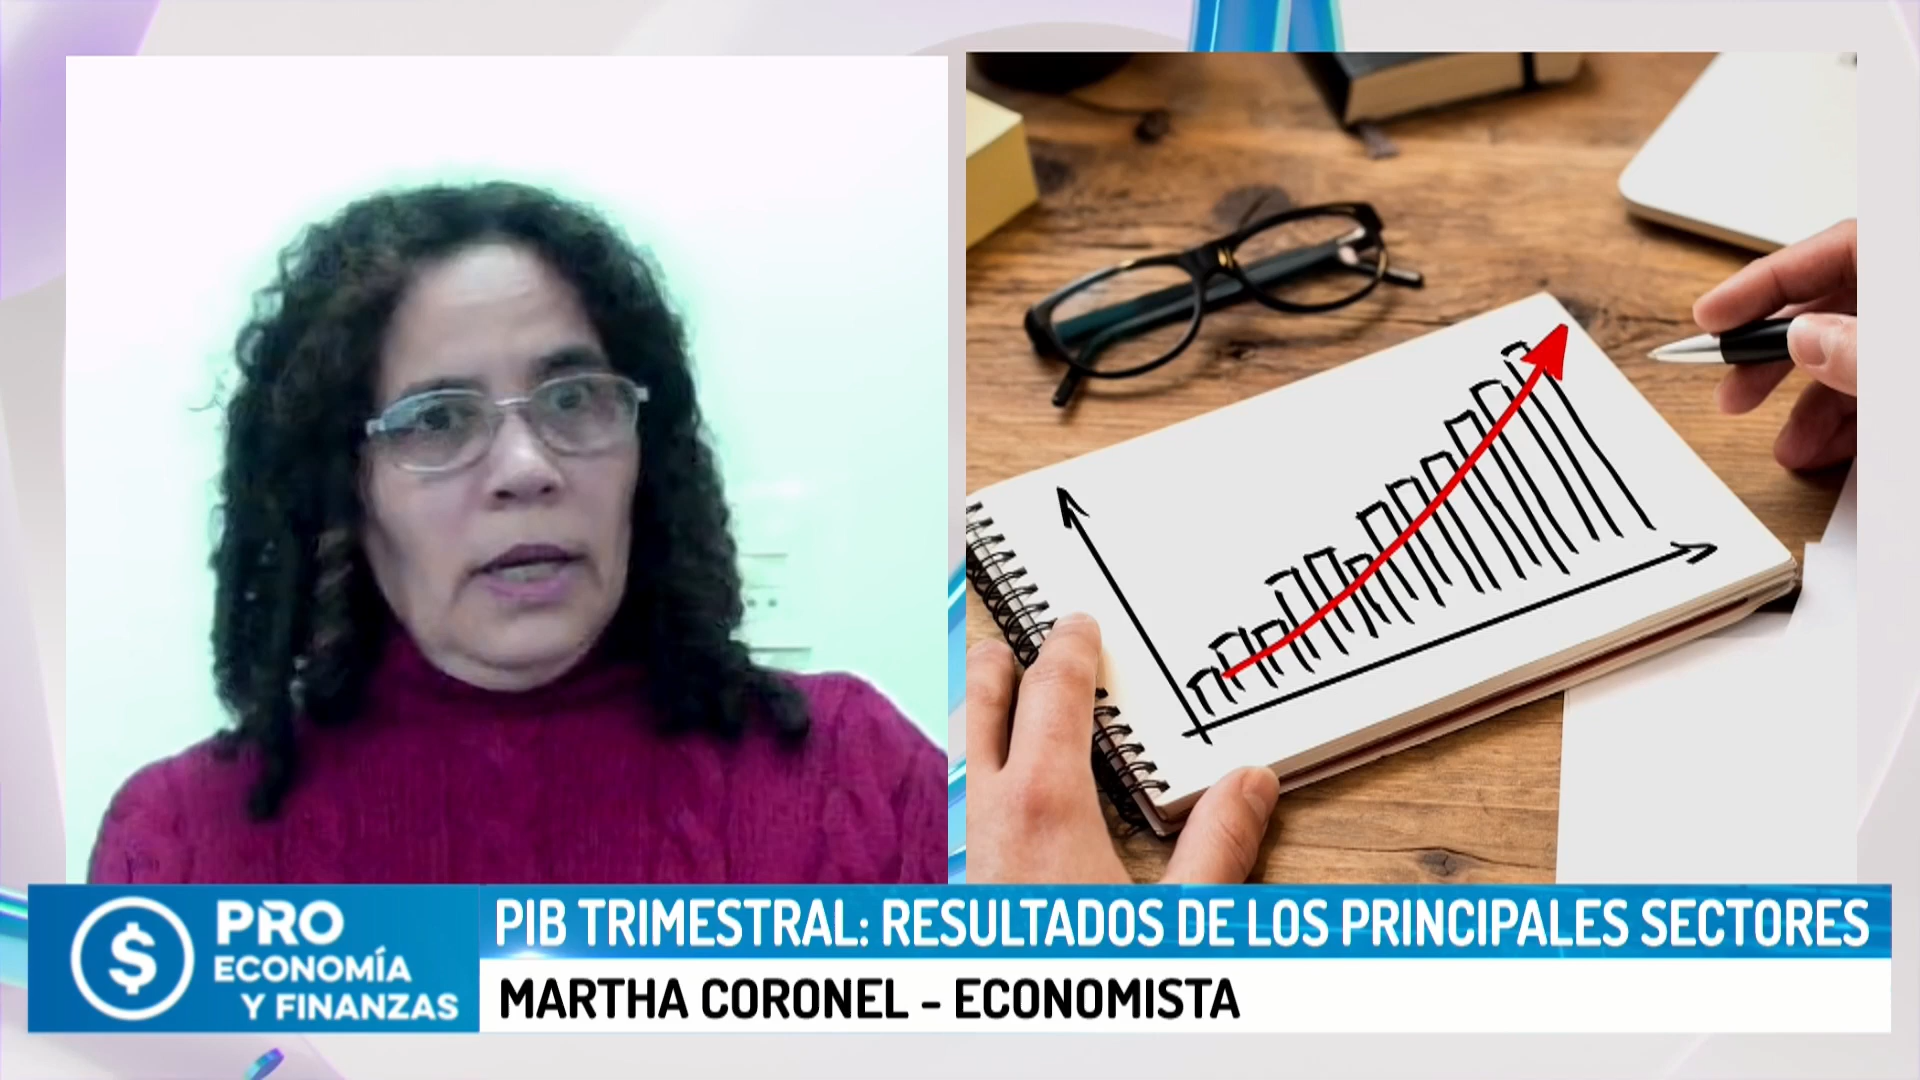 PIB TRIMESTRAL: RESULTADOS DE LOS PRINCIPALES SECTORES
MARTHA CORONEL - ECONOMISTA
$
PRO
ECONOMÍA
Y FINANZAS